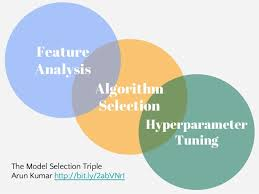 Feature
Analysis
Algorithm
Selection
Hyperparameter
Tuning
The Model Selection Triple
Arun Kumar http://bit.ly/2abVNrI